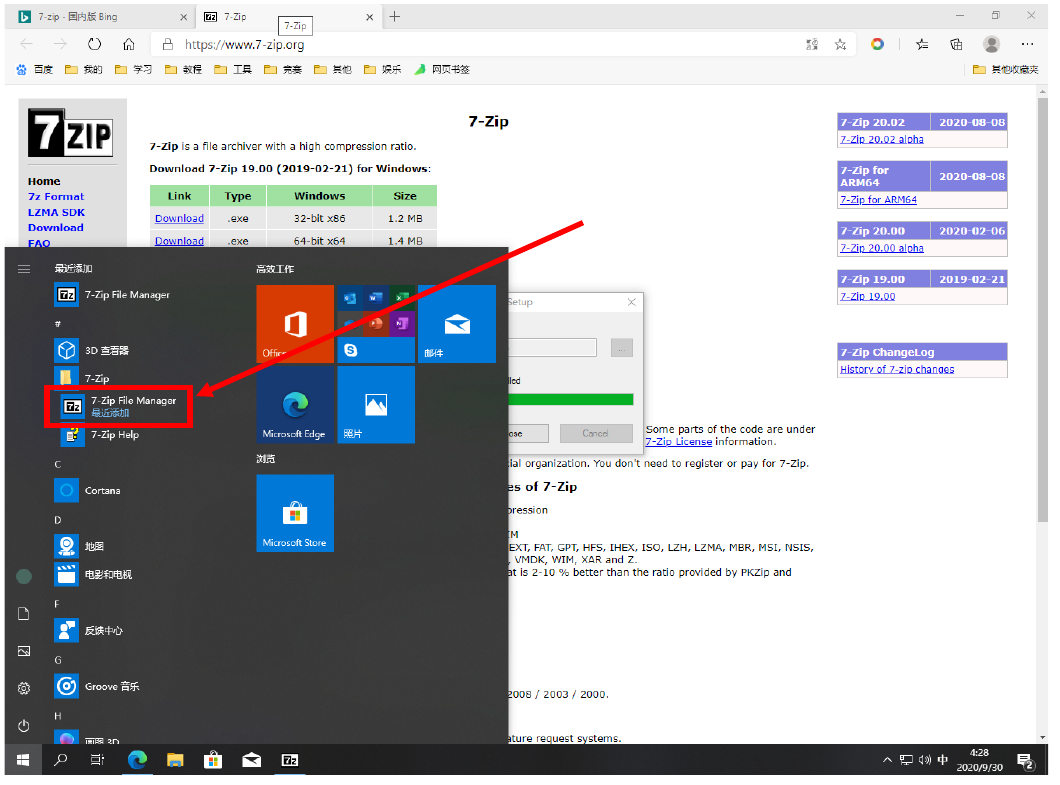 7-zip - 国内版 Bing
7-Zip
7-Zip
https://www.7-zip.org
百度 我的 学习 教程 工具 竞赛 其他 娱乐 网页书签 其他收藏夹
7ZIP
Home
7z Format
LZMA SDK
Download
FAQ
7-Zip
7-Zip is a file archiver with a high compression ratio.
Download 7-Zip 19.00 (2019-02-21) for Windows:
Link Type Windows Size
Download .exe 32-bit x86 1.2 MB
Download .exe 64-bit x64 1.4 MB
7-Zip 20.02 2020-08-08
7-Zip 20.02 alpha
7-Zip for ARM64 2020-08-08
7-Zip for ARM64
7-Zip 20.00 2020-02-06
7-Zip 20.00 alpha
7-Zip 19.00 2019-02-21
7-Zip 19.00
7-Zip ChangeLog
History of 7-zip changes
最近添加
7-Zip File Manager
#
3D 查看器
7-Zip
7-Zip File Manager
最近添加
7-Zip Help
C
Cortana
D
地图
电影和电视
F
反馈中心
G
Groove 音乐
H
画图 3D
高效工作
Office
邮件
Microsoft Edge
照片
浏览
Microsoft Store
Setup
...
lled
ose
Cancel
Some parts of the code are under
7-Zip License information.
ial organization. You don't need to register or pay for 7-Zip.
es of 7-Zip
pression
IM
EXT, FAT, GPT, HFS, IHEX, ISO, LZH, LZMA, MBR, MSI, NSIS,
, VMDK, WIM, XAR and Z.
at is 2-10 % better than the ratio provided by PKZip and
2008 / 2003 / 2000.
ature request systems.
中
4:28
2020/9/30
2